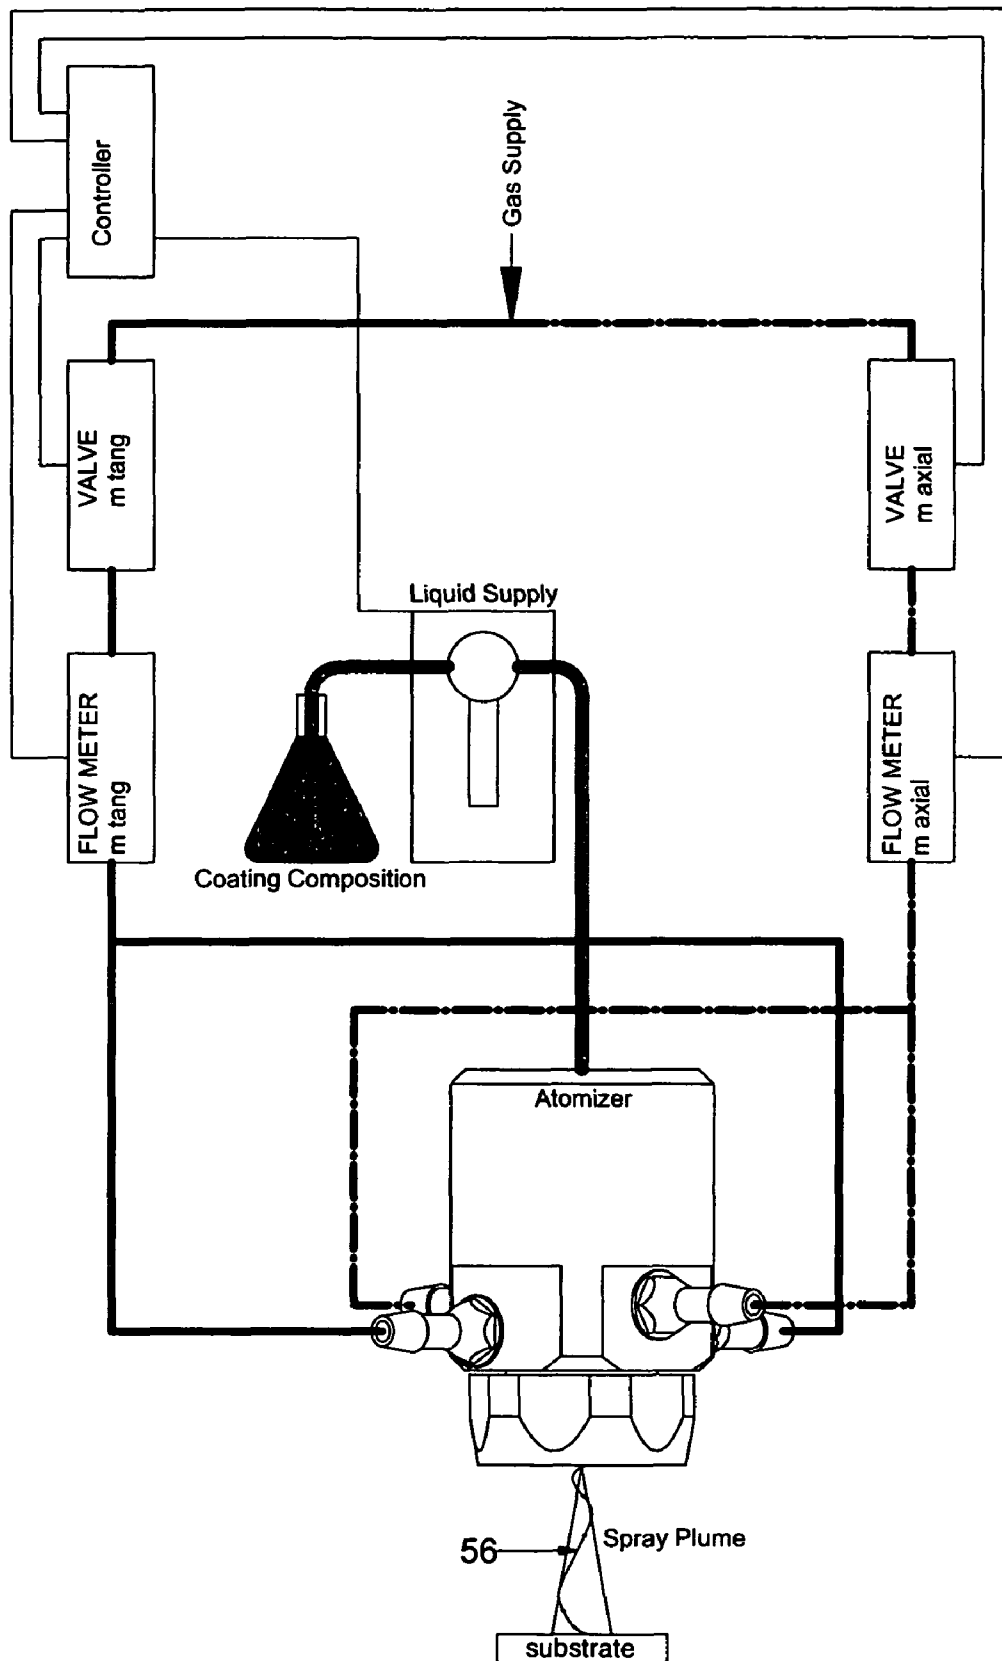 Controller
Gas Supply
VALVE
m tang
VALVE
m axial
Liquid Supply
FLOW METER
m tang
FLOW METER
m axial
Coating Composition
Atomizer
56
Spray Plume
substrate